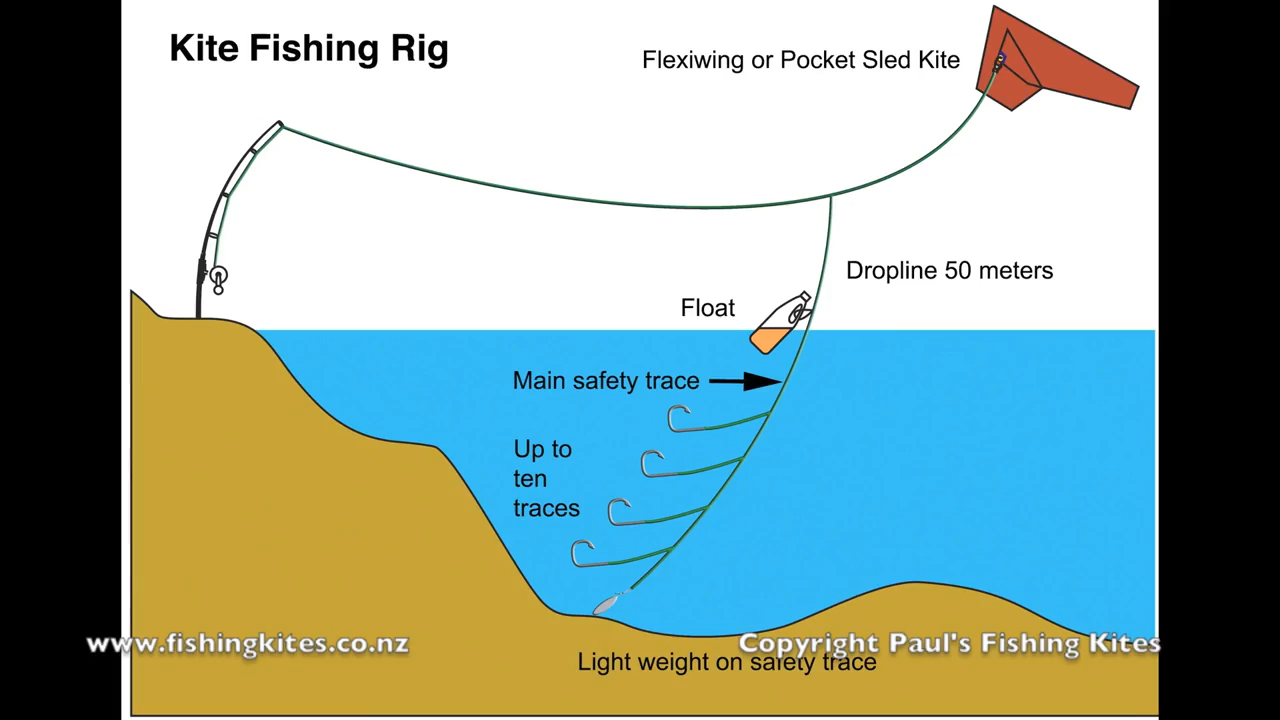 Kite Fishing Rig
Flexiwing or Pocket Sled Kite
Dropline 50 meters
Float
Main safety trace
Up to
ten
traces
www.fishingkites.co.nz
Copyright Paul's Fishing Kites
Light weight on safety trace